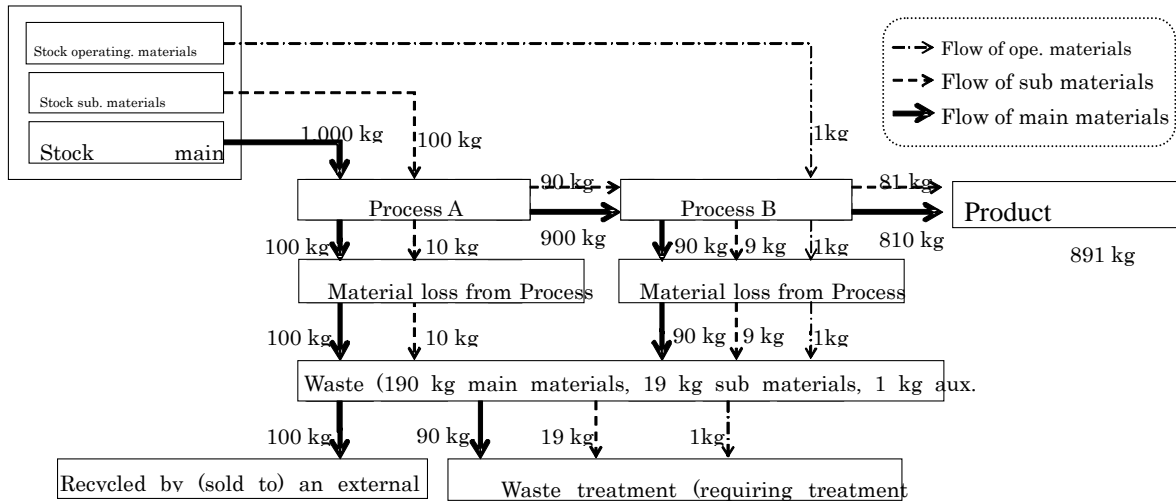 Stock operating. materials
Stock sub. materials
Stock main
Flow of ope. materials
Flow of sub materials
Flow of main materials
1,000 kg
100 kg
1kg
Process A
90 kg
900 kg
Process B
81 kg
810 kg
Product
891 kg
100 kg
10 kg
90 kg
9 kg
1kg
Material loss from Process
Material loss from Process
100 kg
10 kg
90 kg
9 kg
1kg
Waste (190 kg main materials, 19 kg sub materials, 1 kg aux.
100 kg
90 kg
19 kg
1kg
Recycled by (sold to) an external
Waste treatment (requiring treatment